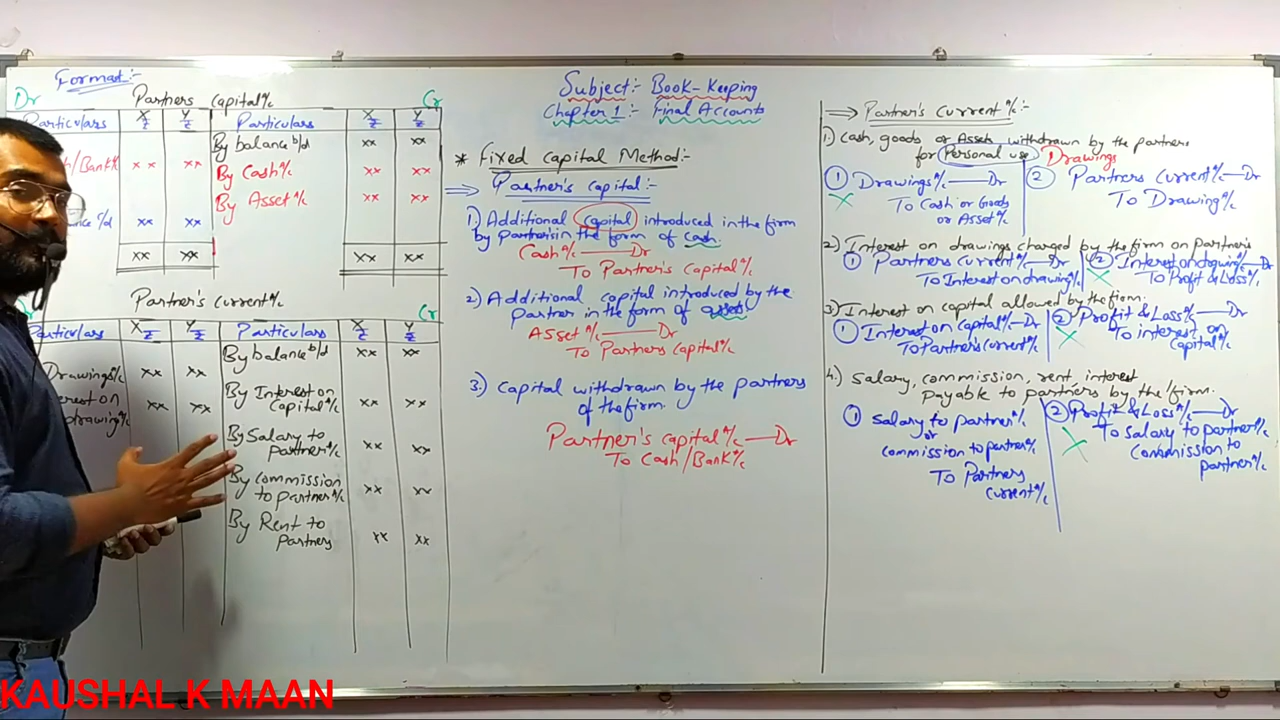 Format:-
Dr Partners capital a/c Cr
Particulars X ₹ Y ₹ Particulars X ₹ Y ₹
By balance b/d xx xx
/Bank a/c xx xx By Cash a/c xx xx
By Asset a/c xx xx
b/d xx xx
xx xx xx xx
Partner's current a/c
Cr
Particulars X ₹ Y ₹ Particulars X ₹ Y ₹
By balance b/d xx xx
Drawings a/c xx xx
By Interest on
Capital a/c xx xx
on xx xx
drawing a/c
By Salary to
partner a/c xx xx
By Commission
to partner a/c xx xx
By Rent to
Partners xx xx
Subject:- Book-Keeping
Chapter 1:- Final Accounts
* Fixed Capital Method:-
⇒ Partner's capital:-
1) Additional capital introduced in the firm
by partners in the form of cash.
Cash a/c — Dr
To Partner's Capital a/c
2) Additional capital introduced by the
partner in the form of asset
Asset a/c — Dr
To Partners Capital a/c
3.) Capital withdrawn by the partners
of the firm.
Partner's capital a/c — Dr
To Cash/Bank a/c
⇒ Partner's Current a/c:-
1.) Cash, goods or Assets withdrawn by the partners
for Personal use Drawings
1 Drawings a/c — Dr
To Cash or Goods
or Asset a/c
2 Partners Current a/c — Dr
To Drawing a/c
2) Interest on drawings charged by the firm on Partner's
1 Partners Current a/c — Dr
To Interest on drawing a/c
2 Interest on drawing — Dr
To Profit & Loss a/c
3) Interest on capital allowed by the firm:
1 Interest on Capital a/c — Dr
To Partner's Current a/c
2 Profit & Loss a/c — Dr
To interest on
Capital a/c
4.) Salary, commission, rent, interest
payable to partners by the firm.
1 Salary to partner a/c
or
commission to partner a/c
To Partners
Current a/c
2 Profit & Loss a/c — Dr
To Salary to partner a/c
Commission to
partner a/c
KAUSHAL K MAAN